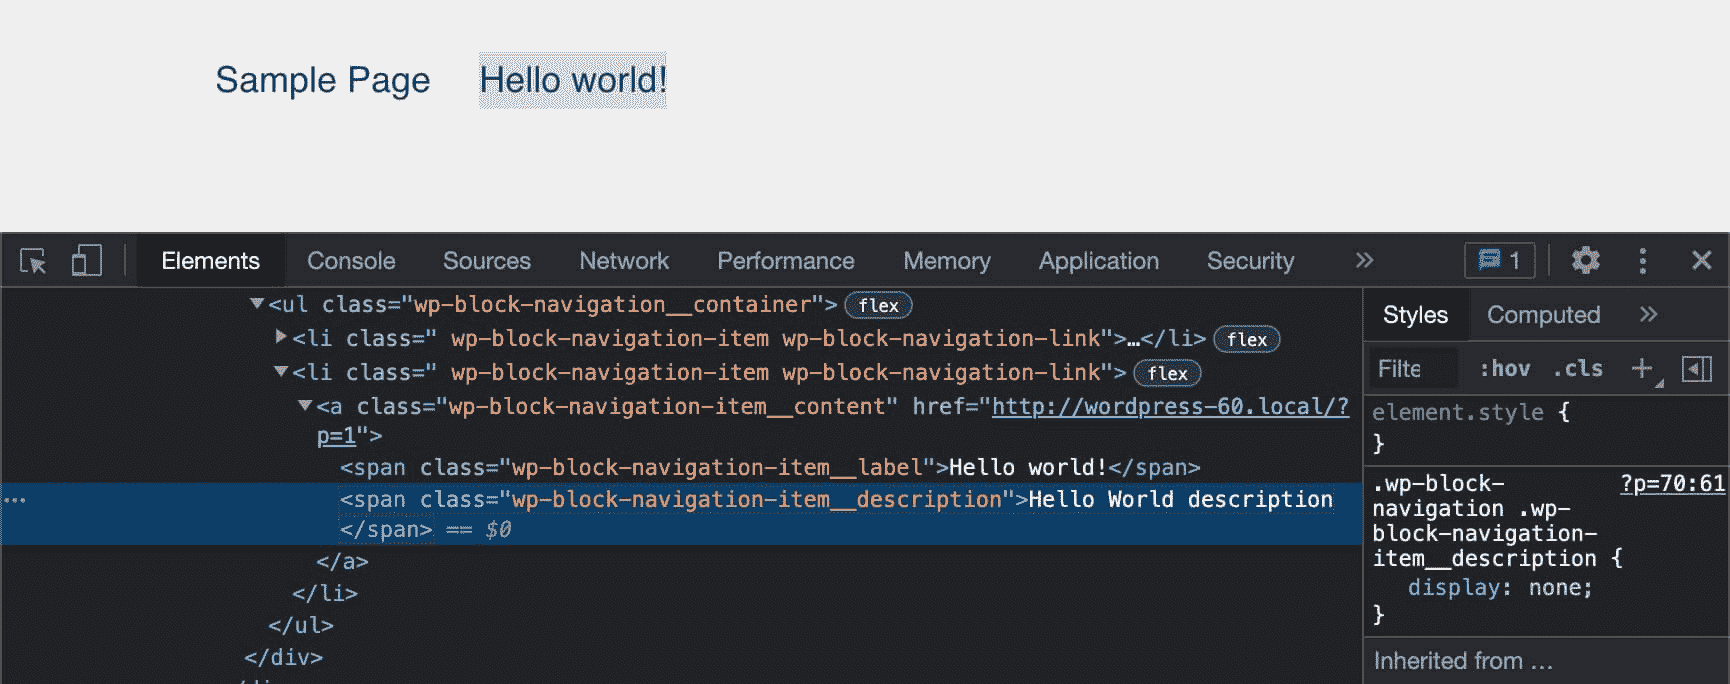 Sample Page Hello world!
Elements Console Sources Network Performance Memory Application Security » 1
<ul class="wp-block-navigation__container"> flex
<li class=" wp-block-navigation-item wp-block-navigation-link">…</li> flex
<li class=" wp-block-navigation-item wp-block-navigation-link"> flex
<a class="wp-block-navigation-item__content" href="http://wordpress-60.local/?
p=1">
<span class="wp-block-navigation-item__label">Hello world!</span>
<span class="wp-block-navigation-item__description">Hello World description
</span> == $0
</a>
</li>
</ul>
</div>
Styles Computed »
Filte :hov .cls +
element.style {
}
.wp-block- ?p=70:61
navigation .wp-
block-navigation-
item__description {
display: none;
}
Inherited from …